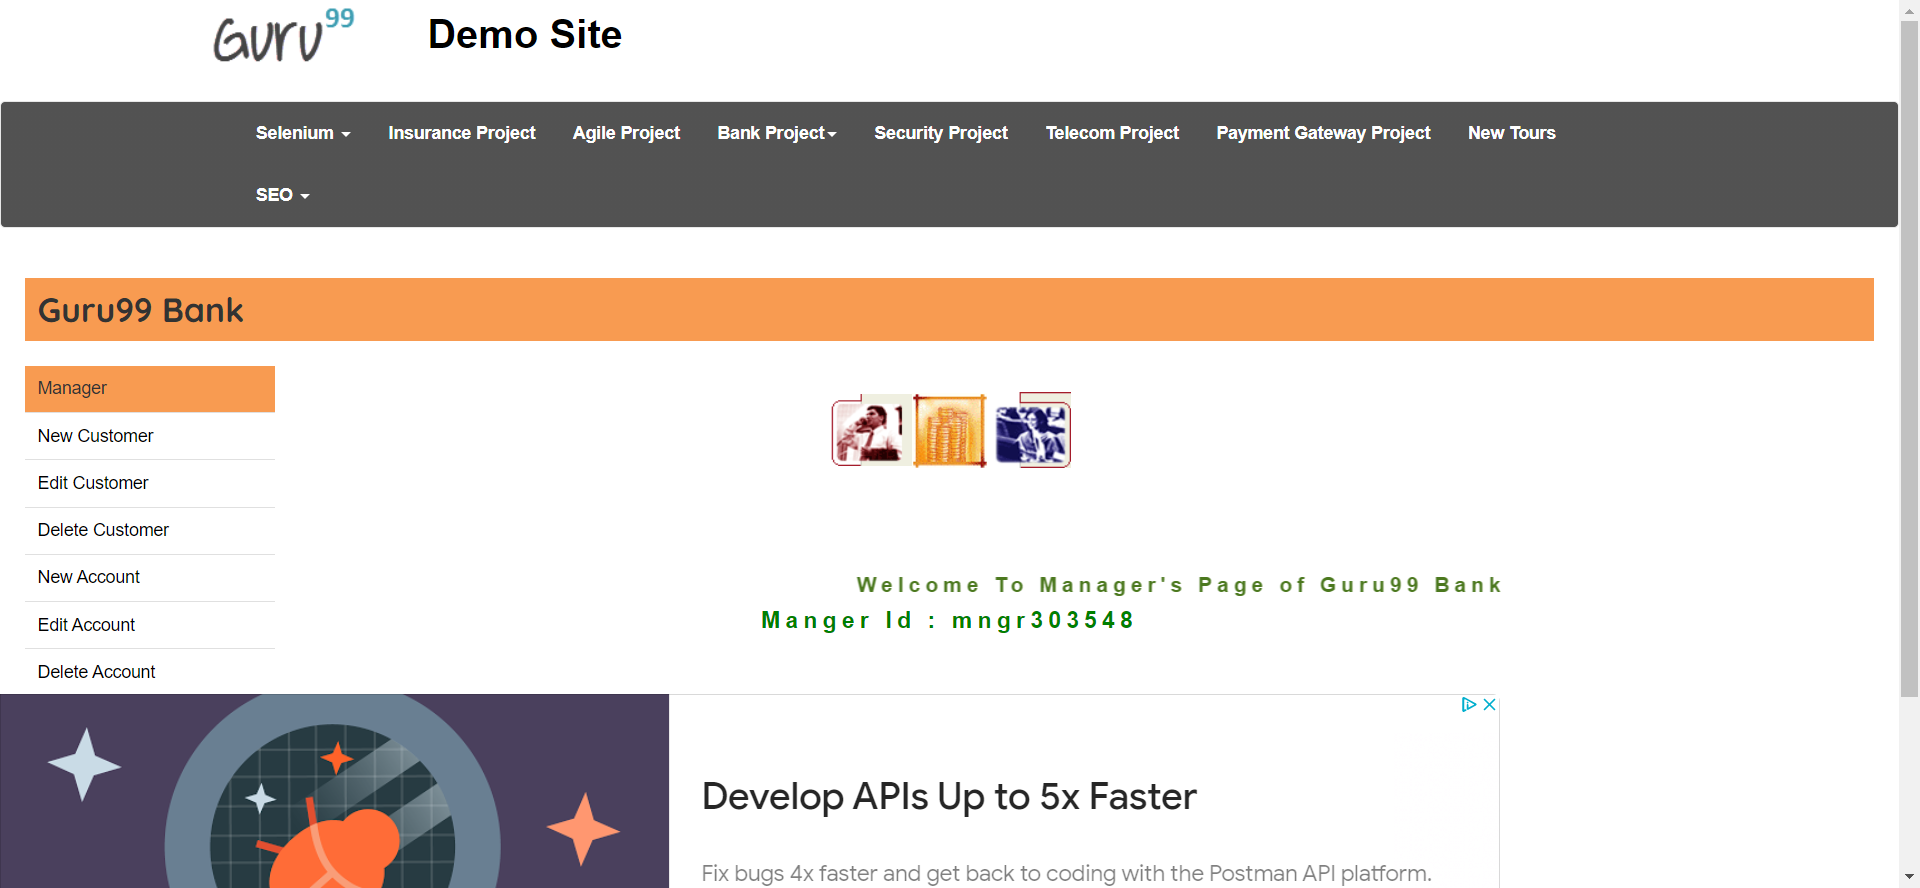 Guru99
Demo Site
Selenium
Insurance Project
Agile Project
Bank Project
Security Project
Telecom Project
Payment Gateway Project
New Tours
SEO
Guru99 Bank
Manager
New Customer
Edit Customer
Delete Customer
New Account
Edit Account
Delete Account
Welcome To Manager's Page of Guru99 Bank
Manger Id : mngr303548
Develop APIs Up to 5x Faster
Fix bugs 4x faster and get back to coding with the Postman API platform.